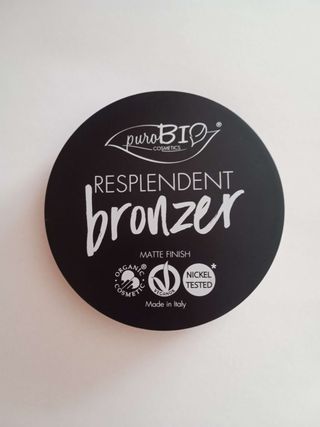 puroBIO®
COSMETICS
RESPLENDENT
bronzer
MATTE FINISH
ORGANIC COSMETIC®
NICKEL TESTED*
Made in Italy